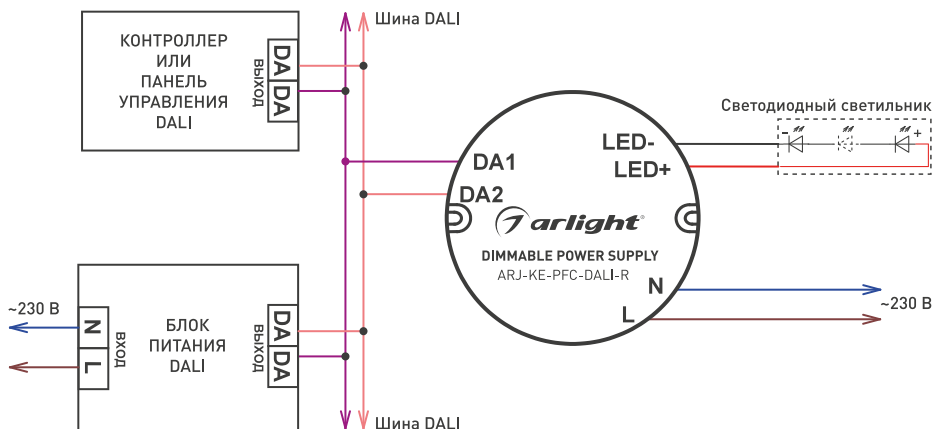 Шина DALI
КОНТРОЛЛЕР
ИЛИ
ПАНЕЛЬ
УПРАВЛЕНИЯ
DALI
ВЫХОД
DA
DA
DA1
DA2
LED-
LED+
Светодиодный светильник
-
+
arlight®
DIMMABLE POWER SUPPLY
ARJ-KE-PFC-DALI-R
N
L
~230 В
~230 В
N
L
ВХОД
БЛОК
ПИТАНИЯ
DALI
ВЫХОД
DA
DA
Шина DALI